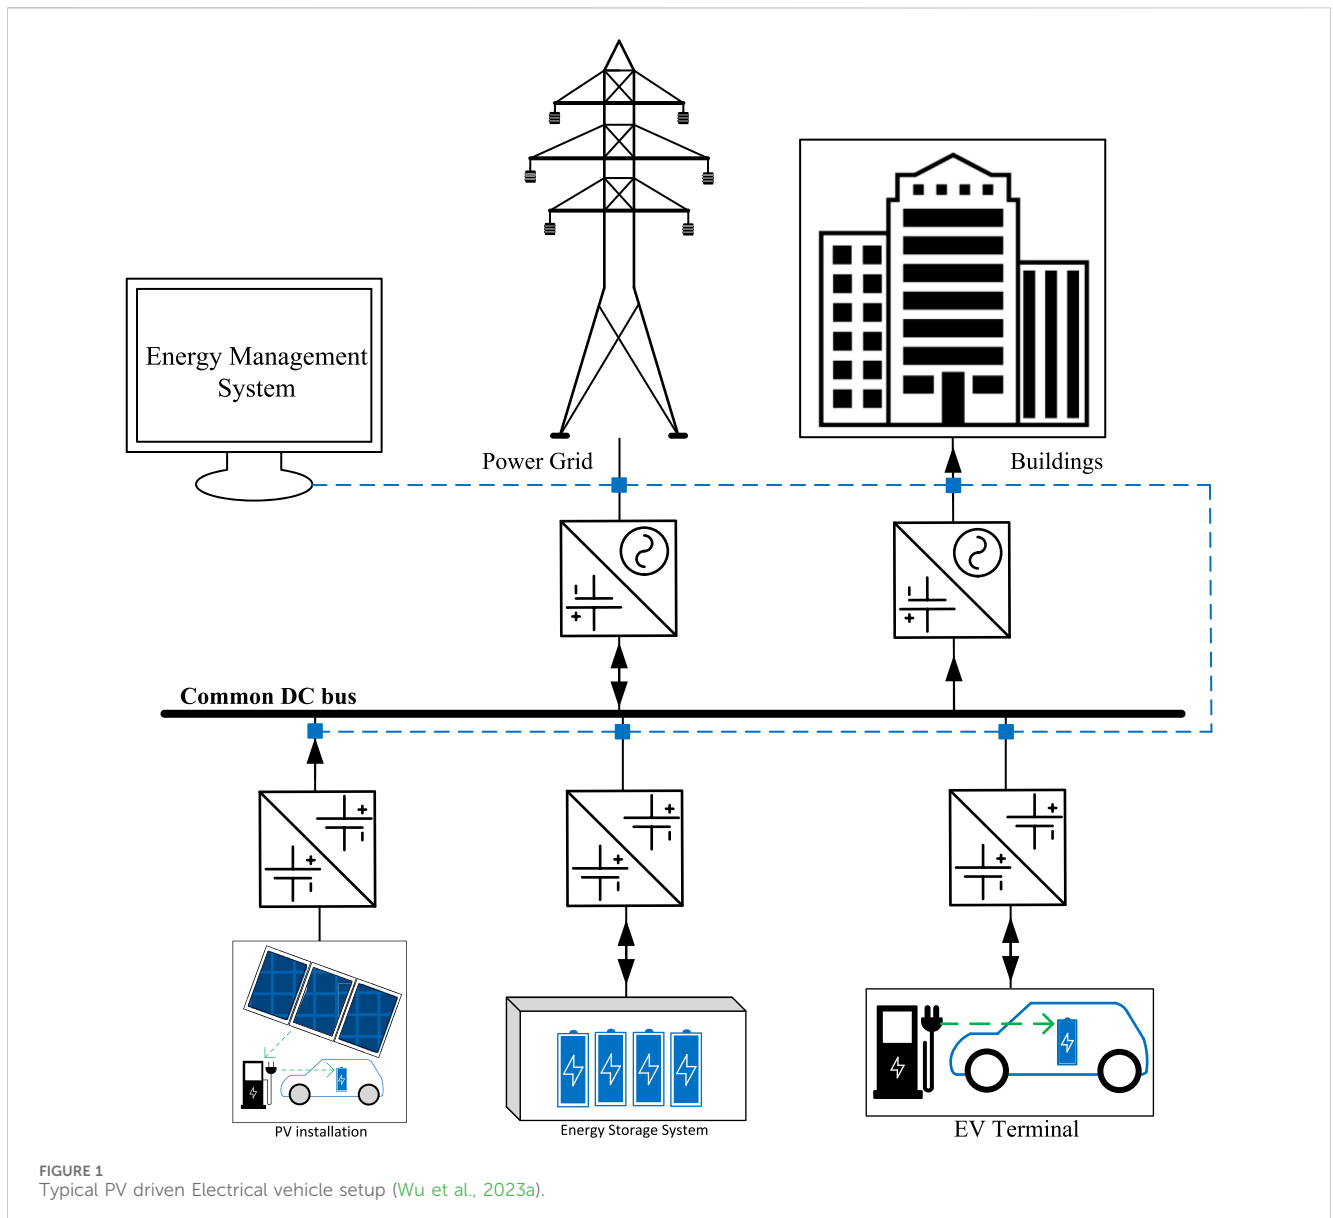 Energy Management
System
Power Grid
Buildings
Common DC bus
PV installation
Energy Storage System
EV Terminal
FIGURE 1
Typical PV driven Electrical vehicle setup (Wu et al., 2023a).